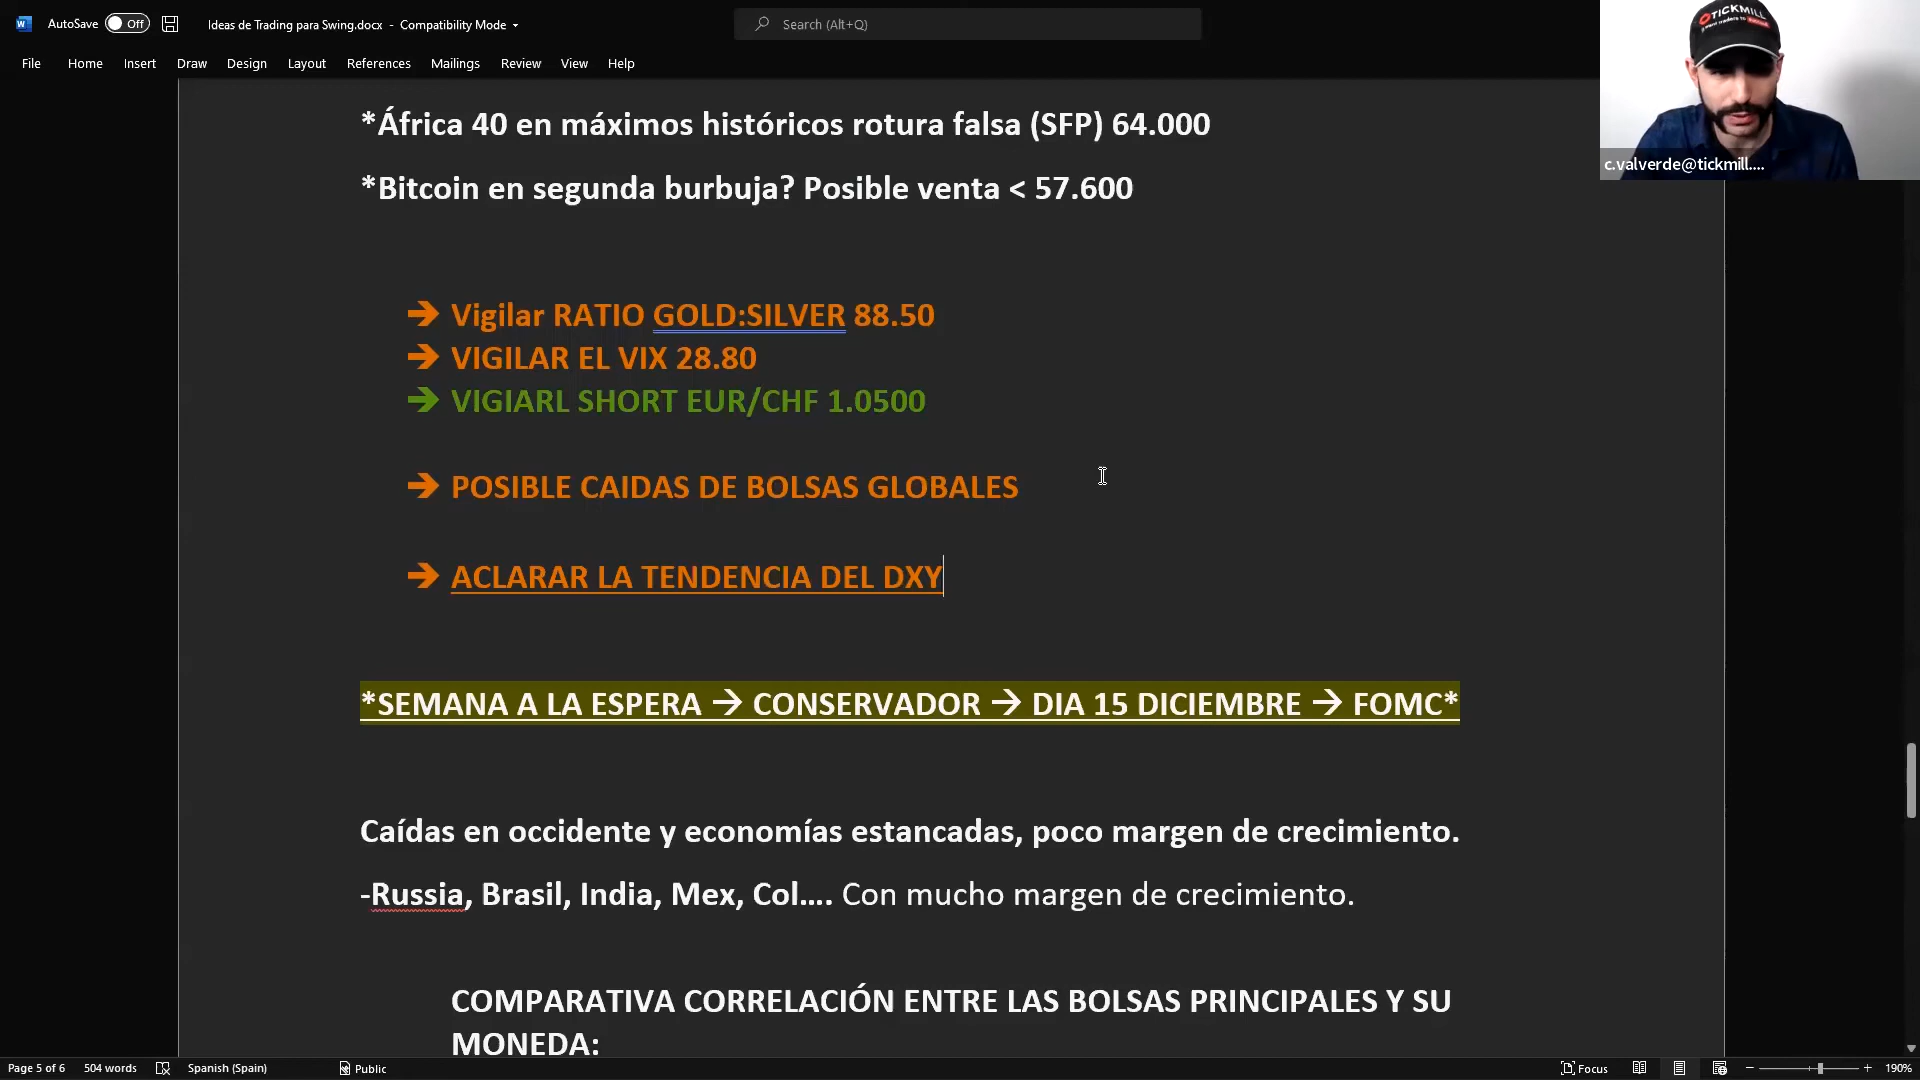 AutoSave Off Ideas de Trading para Swing.docx - Compatibility Mode Search (Alt+Q)
File Home Insert Draw Design Layout References Mailings Review View Help
TICKMILL
c.valverde@tickmill....
*África 40 en máximos históricos rotura falsa (SFP) 64.000
*Bitcoin en segunda burbuja? Posible venta < 57.600
→ Vigilar RATIO GOLD:SILVER 88.50
→ VIGILAR EL VIX 28.80
→ VIGIARL SHORT EUR/CHF 1.0500
→ POSIBLE CAIDAS DE BOLSAS GLOBALES
→ ACLARAR LA TENDENCIA DEL DXY
*SEMANA A LA ESPERA → CONSERVADOR → DIA 15 DICIEMBRE → FOMC*
Caídas en occidente y economías estancadas, poco margen de crecimiento.
-Russia, Brasil, India, Mex, Col.... Con mucho margen de crecimiento.
COMPARATIVA CORRELACIÓN ENTRE LAS BOLSAS PRINCIPALES Y SU
MONEDA:
Page 5 of 6 504 words Spanish (Spain) Public Focus 190%